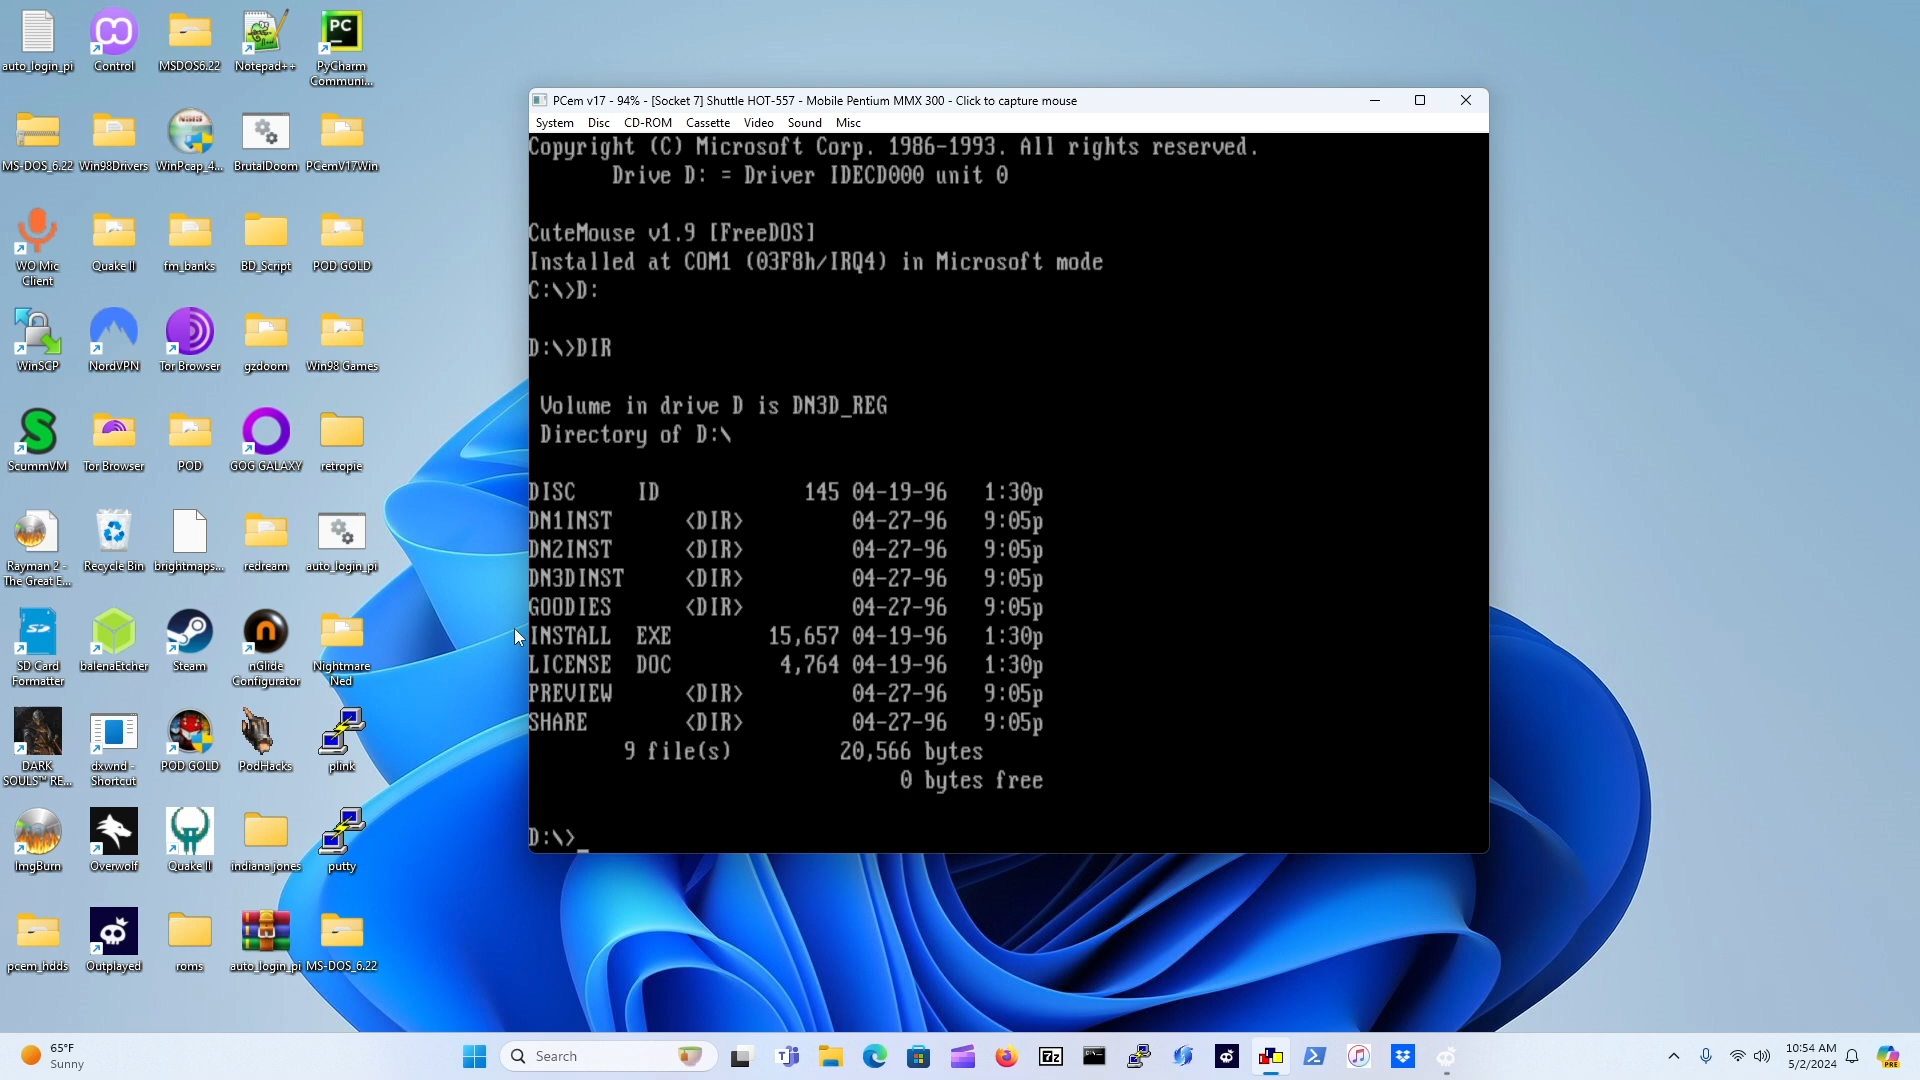 auto_login_pi
Control
MSDOS6.22
Notepad++
PyCharm
Communi...
MS-DOS_6.22
Win98Drivers
WinPcap_4...
BrutalDoom
PCemV17Win
WO Mic
Client
Quake II
fm_banks
BD_Script
POD GOLD
WinSCP
NordVPN
Tor Browser
gzdoom
Win98 Games
ScummVM
Tor Browser
POD
GOG GALAXY
retropie
Rayman 2 -
The Great E...
Recycle Bin
brightmaps...
redream
auto_login_pi
SD Card
Formatter
balenaEtcher
Steam
nGlide
Configurator
Nightmare
Ned
DARK
SOULS™ RE...
dxwnd -
Shortcut
POD GOLD
PodHacks
plink
ImgBurn
Overwolf
Quake II
indiana jones
putty
pcem_hdds
Outplayed
roms
auto_login_pi
MS-DOS_6.22
PCem v17 - 94% - [Socket 7] Shuttle HOT-557 - Mobile Pentium MMX 300 - Click to capture mouse
System Disc CD-ROM Cassette Video Sound Misc
Copyright (C) Microsoft Corp. 1986-1993. All rights reserved.
Drive D: = Driver IDECD000 unit 0
CuteMouse v1.9 [FreeDOS]
Installed at COM1 (03F8h/IRQ4) in Microsoft mode
C:\>D:
D:\>DIR
Volume in drive D is DN3D_REG
Directory of D:\
DISC ID 145 04-19-96 1:30p
DN1INST <DIR> 04-27-96 9:05p
DN2INST <DIR> 04-27-96 9:05p
DN3DINST <DIR> 04-27-96 9:05p
GOODIES <DIR> 04-27-96 9:05p
INSTALL EXE 15,657 04-19-96 1:30p
LICENSE DOC 4,764 04-19-96 1:30p
PREVIEW <DIR> 04-27-96 9:05p
SHARE <DIR> 04-27-96 9:05p
9 file(s) 20,566 bytes
0 bytes free
D:\>_
65°F
Sunny
Search
10:54 AM
5/2/2024